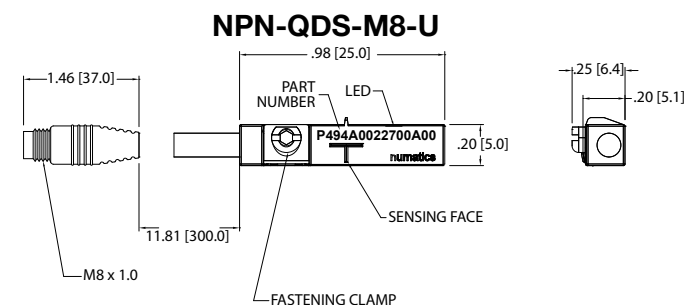 NPN-QDS-M8-U
.98 [25.0]
.25 [6.4]
1.46 [37.0]
PART
NUMBER
LED
.20 [5.1]
P494A0022700A00
.20 [5.0]
numatics
SENSING FACE
11.81 [300.0]
M8 x 1.0
FASTENING CLAMP